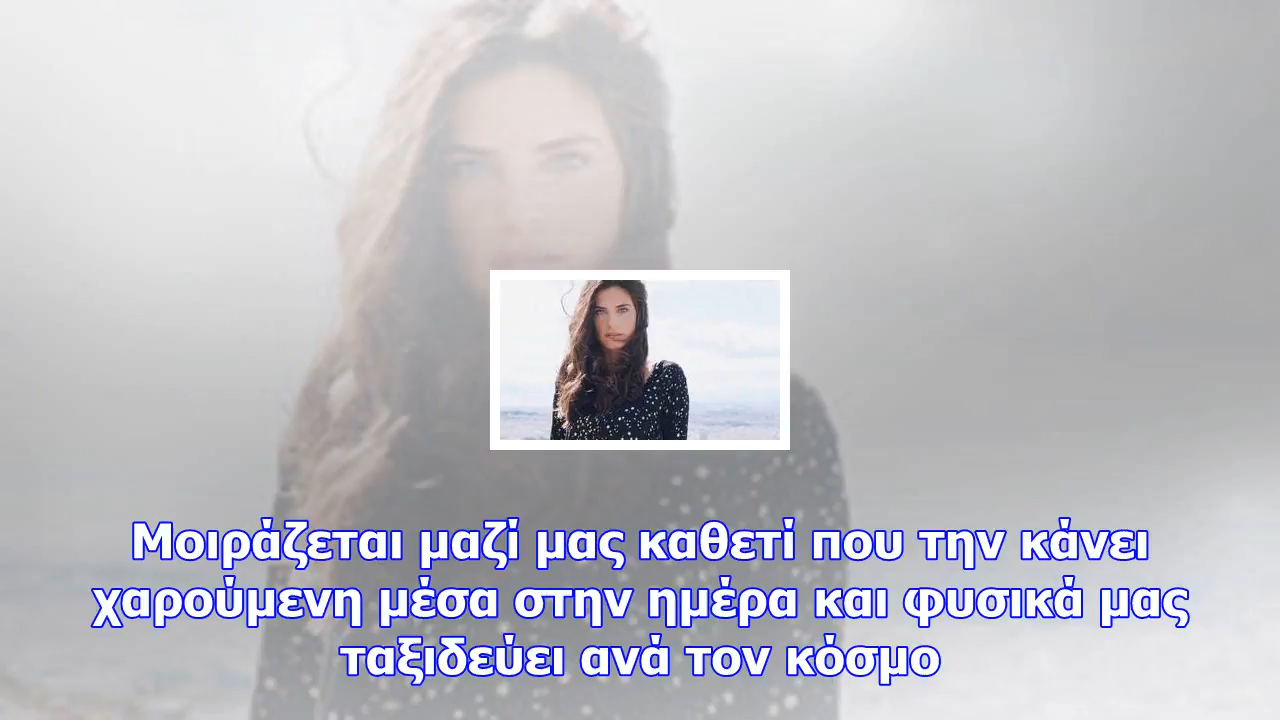 Μοιράζεται μαζί μας καθετί που την κάνει
χαρούμενη μέσα στην ημέρα και φυσικά μας
ταξιδεύει ανά τον κόσμο